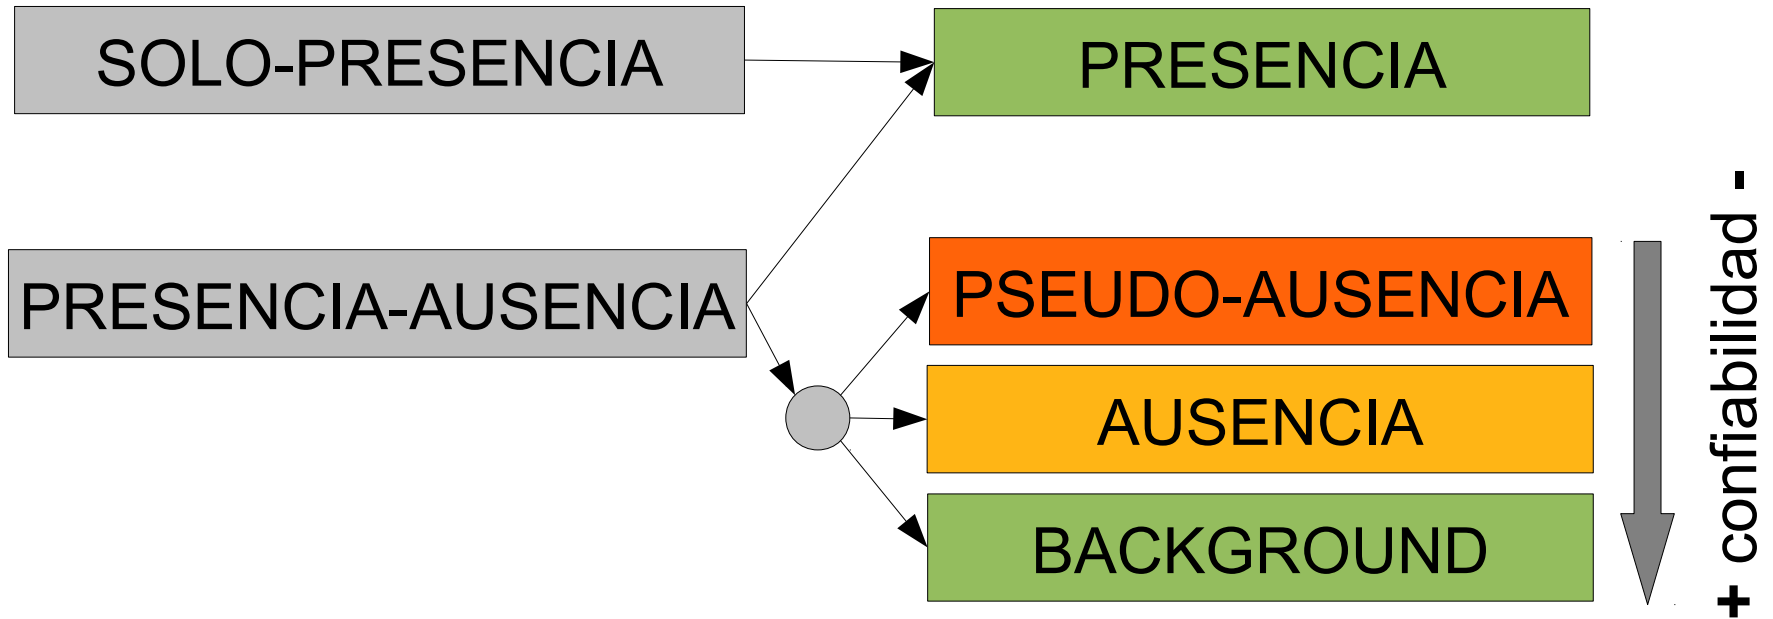 SOLO-PRESENCIA
PRESENCIA
PRESENCIA-AUSENCIA
PSEUDO-AUSENCIA
AUSENCIA
BACKGROUND
+ confiabilidad -